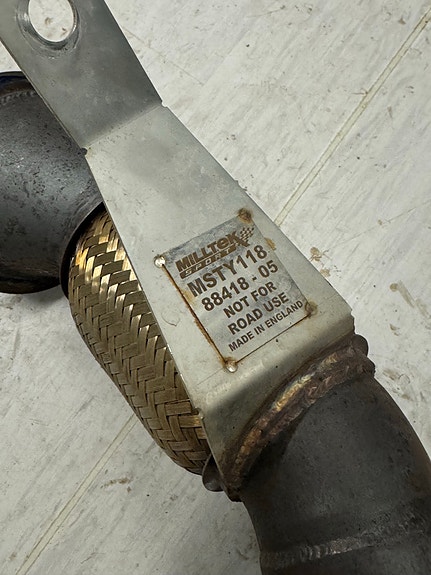 MILLTEK
SPORT
MSTY118
88418-05
NOT FOR
ROAD USE
MADE IN ENGLAND